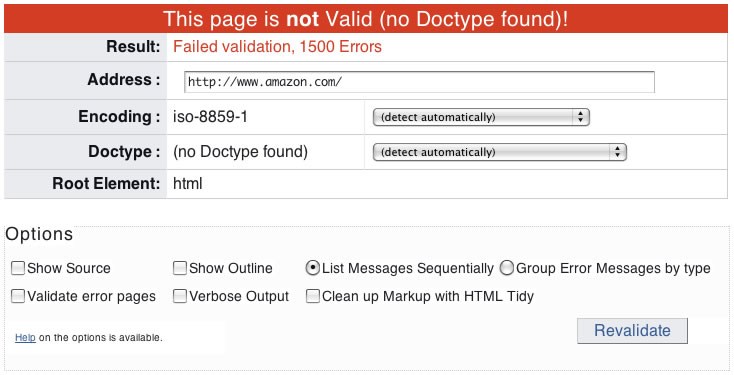 This page is not Valid (no Doctype found)!
Result: Failed validation, 1500 Errors
Address : http://www.amazon.com/
Encoding : iso-8859-1 (detect automatically)
Doctype : (no Doctype found) (detect automatically)
Root Element: html
Options
Show Source Show Outline List Messages Sequentially Group Error Messages by type
Validate error pages Verbose Output Clean up Markup with HTML Tidy
Help on the options is available. Revalidate